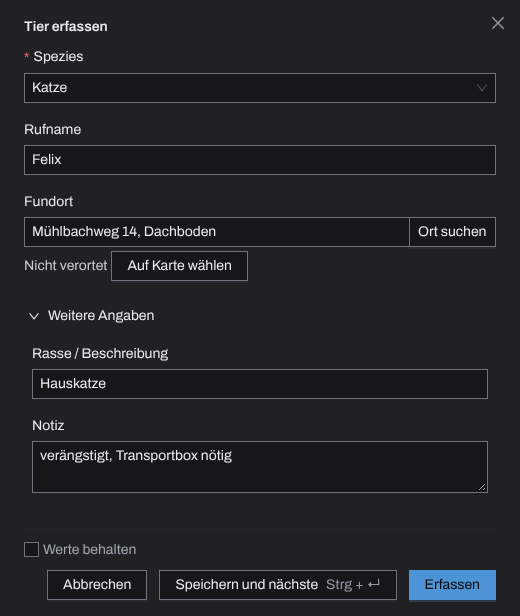 Tier erfassen
* Spezies
Katze
Rufname
Felix
Fundort
Mühlbachweg 14, Dachboden Ort suchen
Nicht verortet Auf Karte wählen
Weitere Angaben
Rasse / Beschreibung
Hauskatze
Notiz
verängstigt, Transportbox nötig
Werte behalten
Abbrechen Speichern und nächste Strg + ↵ Erfassen